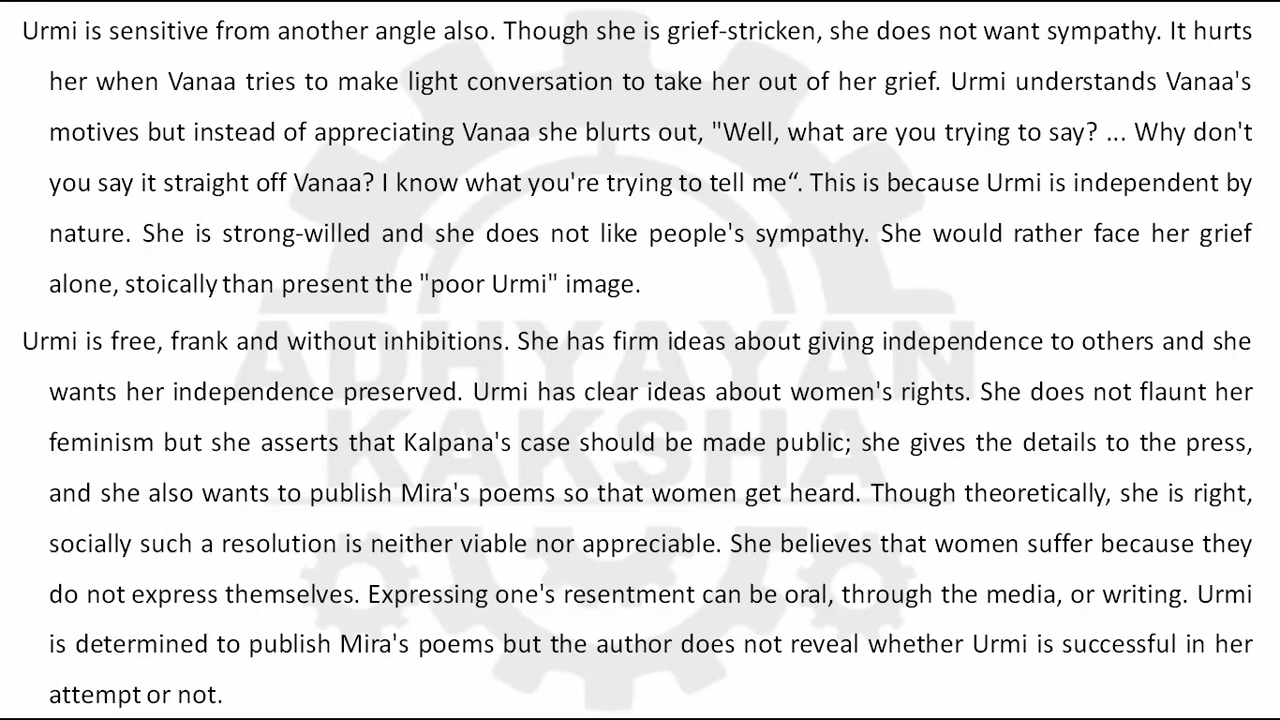 Urmi is sensitive from another angle also. Though she is grief-stricken, she does not want sympathy. It hurts
her when Vanaa tries to make light conversation to take her out of her grief. Urmi understands Vanaa's
motives but instead of appreciating Vanaa she blurts out, "Well, what are you trying to say? ... Why don't
you say it straight off Vanaa? I know what you're trying to tell me“. This is because Urmi is independent by
nature. She is strong-willed and she does not like people's sympathy. She would rather face her grief
alone, stoically than present the "poor Urmi" image.
Urmi is free, frank and without inhibitions. She has firm ideas about giving independence to others and she
wants her independence preserved. Urmi has clear ideas about women's rights. She does not flaunt her
feminism but she asserts that Kalpana's case should be made public; she gives the details to the press,
and she also wants to publish Mira's poems so that women get heard. Though theoretically, she is right,
socially such a resolution is neither viable nor appreciable. She believes that women suffer because they
do not express themselves. Expressing one's resentment can be oral, through the media, or writing. Urmi
is determined to publish Mira's poems but the author does not reveal whether Urmi is successful in her
attempt or not.
ADHYAYAN
KAKSHA